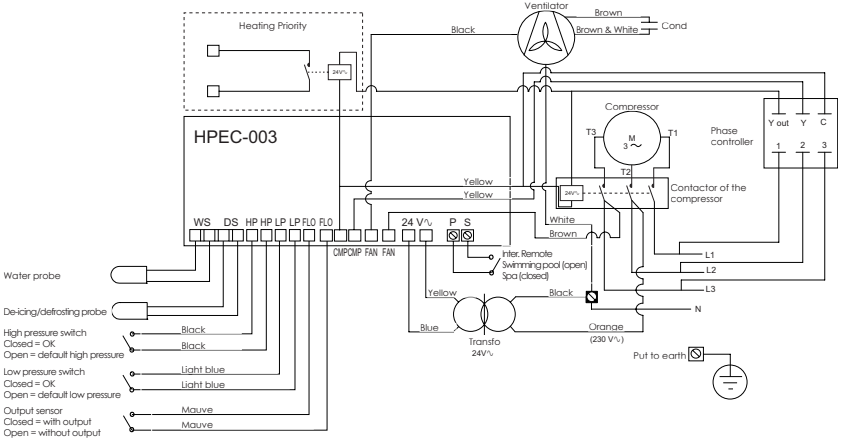 Heating Priority
24V∿
Ventilator
Brown
Black
Brown & White
Cond
HPEC-003
Compressor
T3
M
3 ∿
T1
T2
Phase
controller
Y out
Y
C
1
2
3
Yellow
Yellow
24V∿
Contactor of the
compressor
WS
DS
HP
HP
LP
LP
FLO
FLO
CMP
CMP
FAN
FAN
24 V∿
P
S
White
Brown
Inter. Remote
Swimming pool (open)
Spa (closed)
L1
L2
L3
N
Water probe
De-icing/defrosting probe
Yellow
Black
Blue
Transfo
24V∿
Orange
(230 V∿)
Put to earth
High pressure switch
Closed = OK
Open = default high pressure
Black
Black
Low pressure switch
Closed = OK
Open = default low pressure
Light blue
Light blue
Output sensor
Closed = with output
Open = without output
Mauve
Mauve